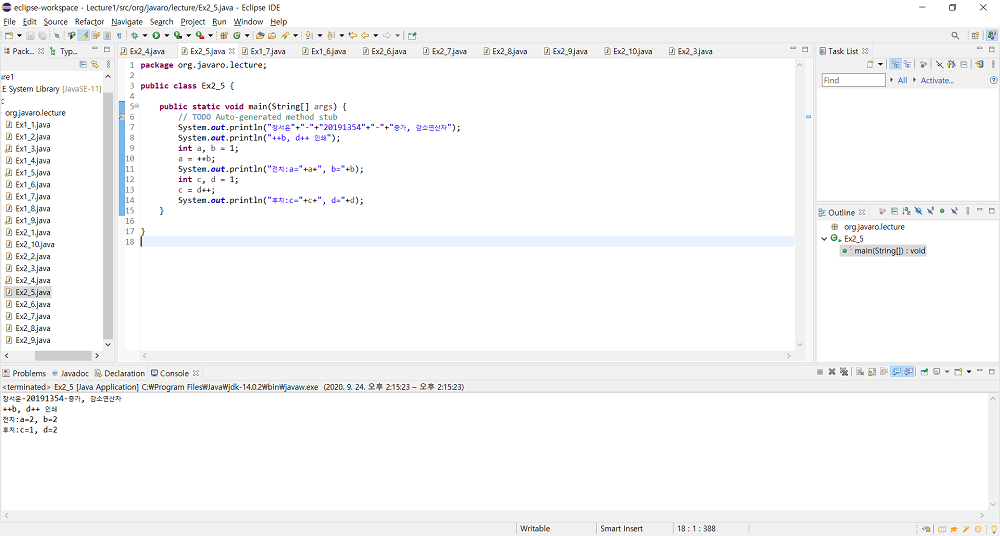 eclipse-workspace - Lecture1/src/org/javaro/lecture/Ex2_5.java - Eclipse IDE
File Edit Source Refactor Navigate Search Project Run Window Help
Pack... Typ...
re1
E System Library [JavaSE-11]
c
org.javaro.lecture
Ex1_1.java
Ex1_3.java
Ex1_2.java
Ex1_4.java
Ex1_5.java
Ex1_6.java
Ex1_7.java
Ex1_8.java
Ex1_9.java
Ex2_1.java
Ex2_10.java
Ex2_2.java
Ex2_3.java
Ex2_4.java
Ex2_5.java
Ex2_6.java
Ex2_7.java
Ex2_8.java
Ex2_9.java
Ex2_4.java Ex2_5.java Ex1_7.java Ex1_6.java Ex2_6.java Ex2_7.java Ex2_8.java Ex2_9.java Ex2_10.java Ex2_3.java
1 package org.javaro.lecture;
2
3 public class Ex2_5 {
4
5 public static void main(String[] args) {
6 // TODO Auto-generated method stub
7 System.out.println("장서윤"+"-"+"20191354"+"-"+"증가, 감소연산자");
8 System.out.println("++b, d++ 인쇄");
9 int a, b = 1;
10 a = ++b;
11 System.out.println("전치:a="+a+", b="+b);
12 int c, d = 1;
13 c = d++;
14 System.out.println("후치:c="+c+", d="+d);
15 }
16
17 }
18
Task List
Find All Activate...
Outline
org.javaro.lecture
Ex2_5
main(String[]) : void
Problems Javadoc Declaration Console
<terminated> Ex2_5 [Java Application] C:₩Program Files₩Java₩jdk-14.0.2₩bin₩javaw.exe (2020. 9. 24. 오후 2:15:23 – 오후 2:15:23)
장서윤-20191354-증가, 감소연산자
++b, d++ 인쇄
전치:a=2, b=2
후치:c=1, d=2
Writable Smart Insert 18 : 1 : 388